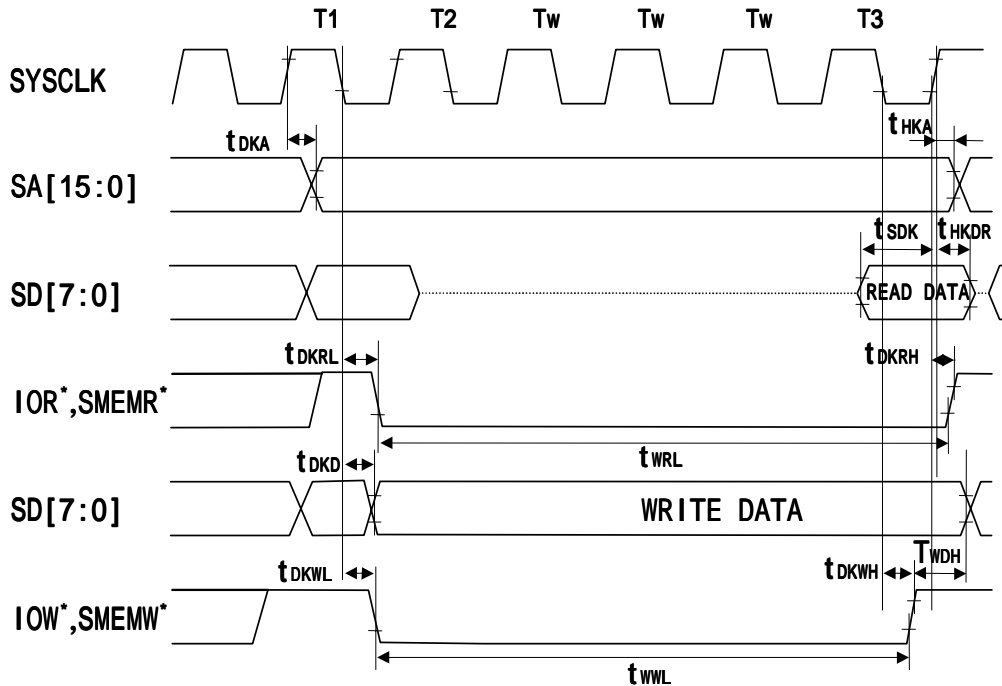 T1 T2 Tw Tw Tw T3
SYSCLK
tDKA
tHKA
SA[15:0]
tSDK tHKDR
SD[7:0]
READ DATA
tDKRL
tDKRH
IOR*,SMEMR*
tDKD
tWRL
SD[7:0]
WRITE DATA
tDKWL
tDKWH
TWDH
IOW*,SMEMW*
tWWL